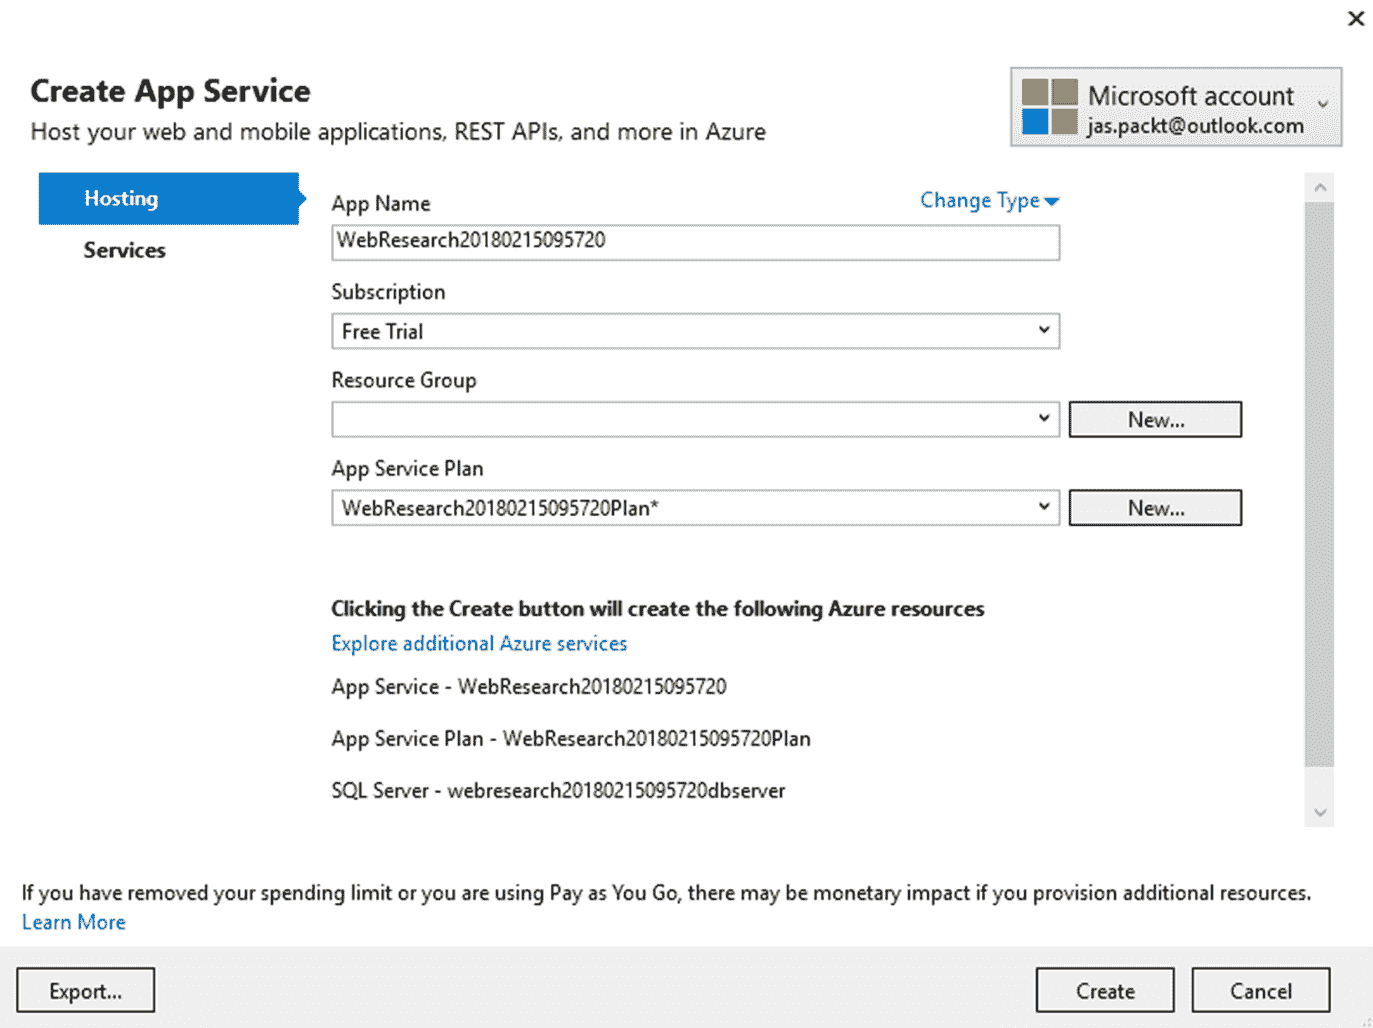 Create App Service
Host your web and mobile applications, REST APIs, and more in Azure
Microsoft account
jas.packt@outlook.com
Hosting
Services
App Name
Change Type
WebResearch20180215095720
Subscription
Free Trial
Resource Group
New...
App Service Plan
WebResearch20180215095720Plan*
New...
Clicking the Create button will create the following Azure resources
Explore additional Azure services
App Service - WebResearch20180215095720
App Service Plan - WebResearch20180215095720Plan
SQL Server - webresearch20180215095720dbserver
If you have removed your spending limit or you are using Pay as You Go, there may be monetary impact if you provision additional resources.
Learn More
Export...
Create
Cancel